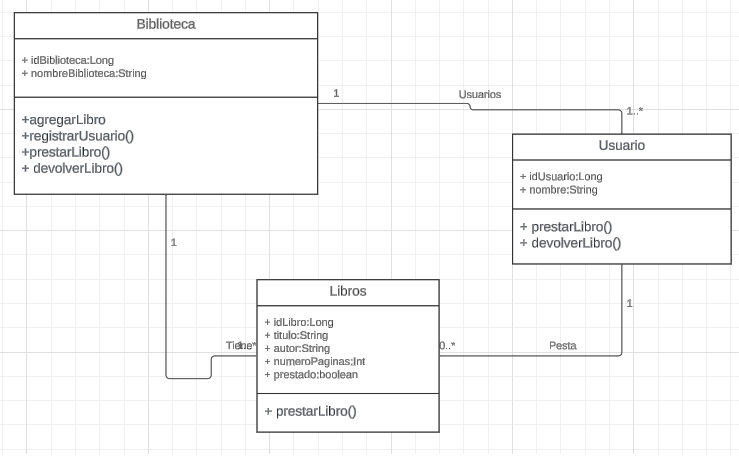 Biblioteca
+ idBiblioteca:Long
+ nombreBiblioteca:String
+agregarLibro
+registrarUsuario()
+prestarLibro()
+ devolverLibro()
1
Usuarios
1..*
Usuario
+ idUsuario:Long
+ nombre:String
+ prestarLibro()
+ devolverLibro()
1
1
Libros
+ idLibro:Long
+ titulo:String
+ autor:String
+ numeroPaginas:Int
+ prestado:boolean
+ prestarLibro()
Tiene
1..*
0..*
Pesta